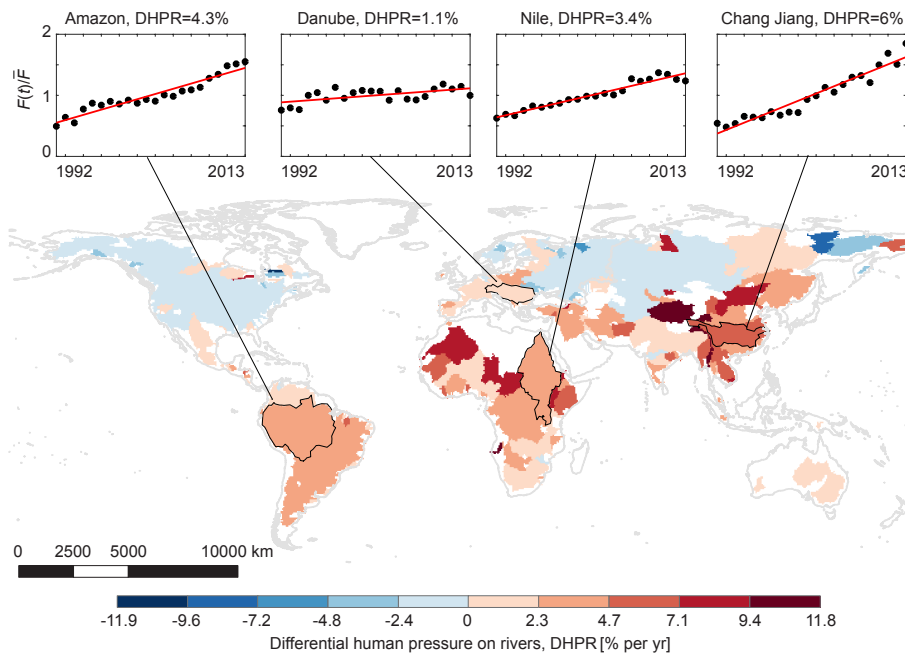 Amazon, DHPR=4.3%
Danube, DHPR=1.1%
Nile, DHPR=3.4%
Chang Jiang, DHPR=6%
F(t)/F̅
2
1
0
1992 2013
1992 2013
1992 2013
1992 2013
0 2500 5000 10000 km
-11.9 -9.6 -7.2 -4.8 -2.4 0 2.3 4.7 7.1 9.4 11.8
Differential human pressure on rivers, DHPR [% per yr]